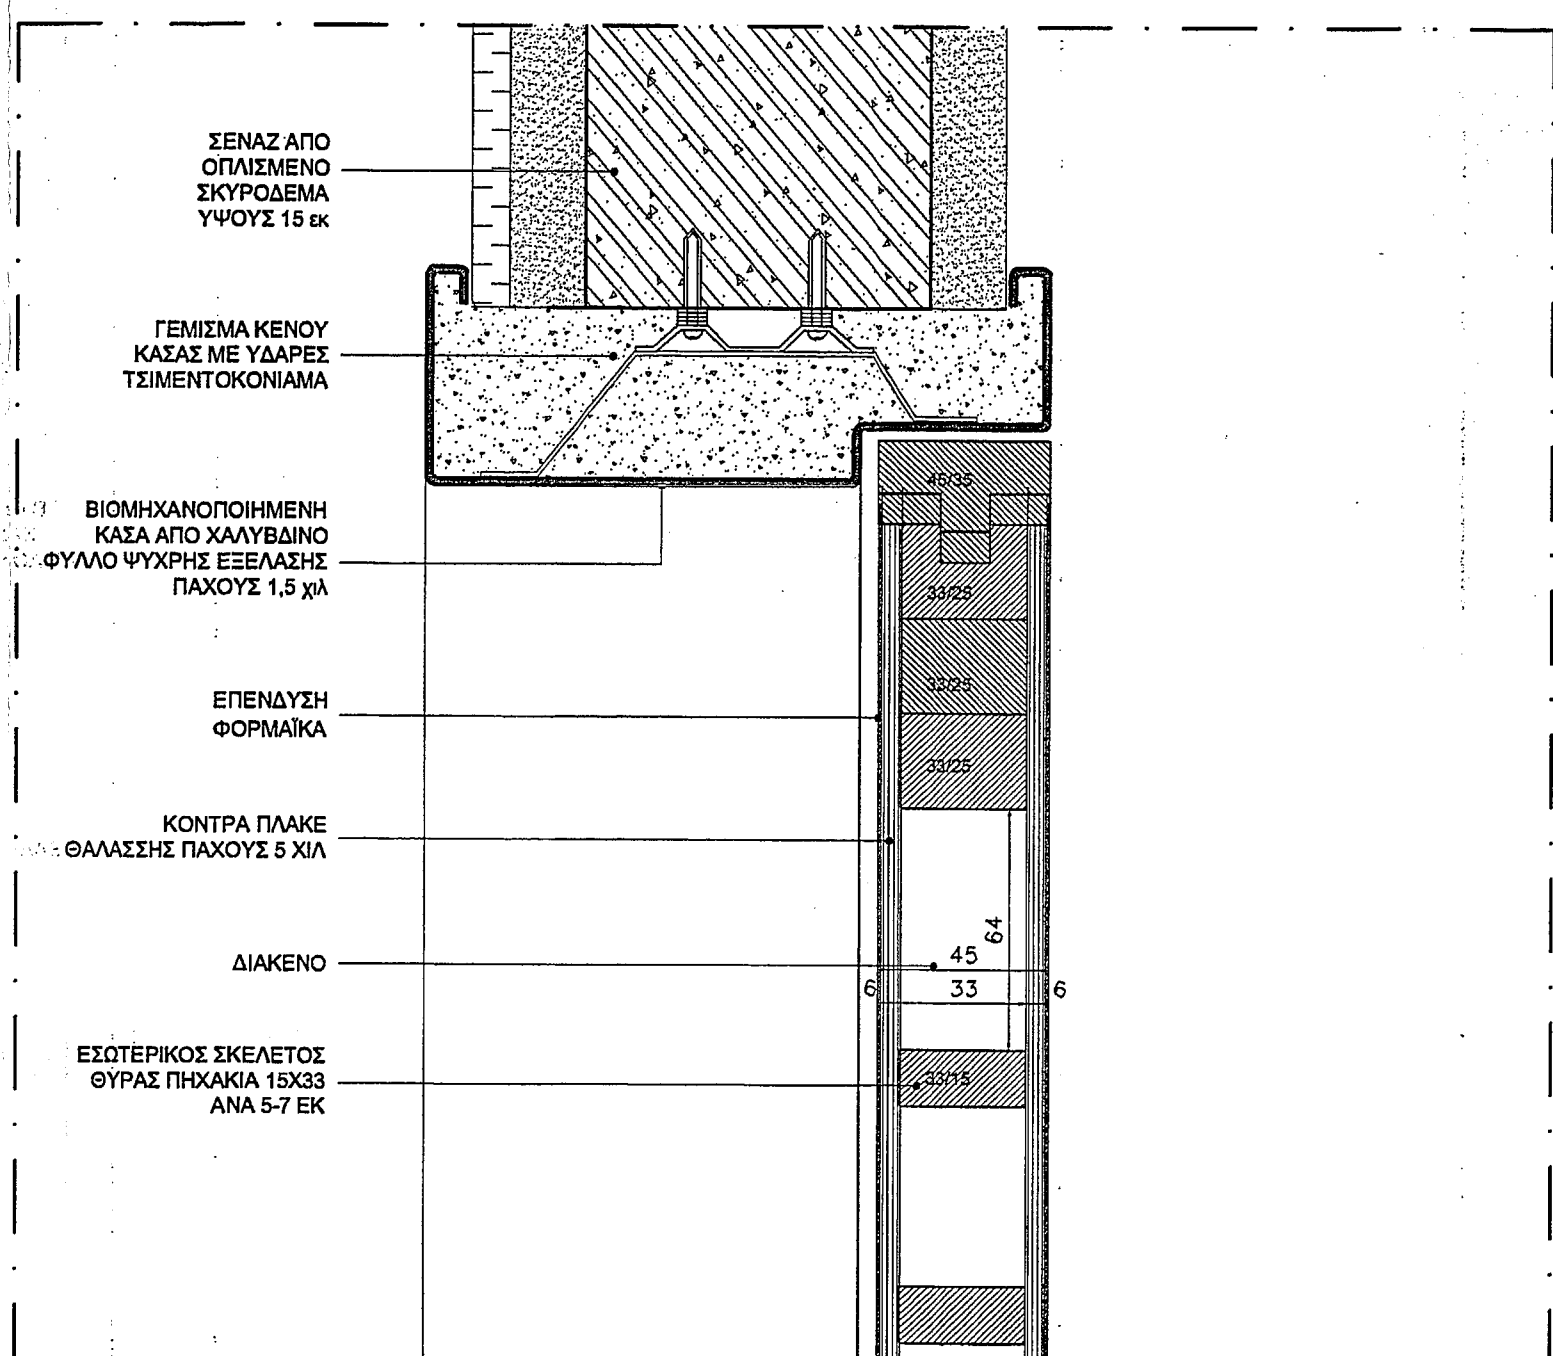 ΣΕΝΑΖ ΑΠΟ
ΟΠΛΙΣΜΕΝΟ
ΣΚΥΡΟΔΕΜΑ
ΥΨΟΥΣ 15 εκ
ΓΕΜΙΣΜΑ ΚΕΝΟΥ
ΚΑΣΑΣ ΜΕ ΥΔΑΡΕΣ
ΤΣΙΜΕΝΤΟΚΟΝΙΑΜΑ
ΒΙΟΜΗΧΑΝΟΠΟΙΗΜΕΝΗ
ΚΑΣΑ ΑΠΟ ΧΑΛΥΒΔΙΝΟ
ΦΥΛΛΟ ΨΥΧΡΗΣ ΕΞΕΛΑΣΗΣ
ΠΑΧΟΥΣ 1,5 χιλ
ΕΠΕΝΔΥΣΗ
ΦΟΡΜΑΪΚΑ
ΚΟΝΤΡΑ ΠΛΑΚΕ
ΘΑΛΑΣΣΗΣ ΠΑΧΟΥΣ 5 ΧΙΛ
ΔΙΑΚΕΝΟ
ΕΣΩΤΕΡΙΚΟΣ ΣΚΕΛΕΤΟΣ
ΘΥΡΑΣ ΠΗΧΑΚΙΑ 15Χ33
ΑΝΑ 5-7 ΕΚ
45/35
33/25
33/25
33/25
64
45
6 33 6
33/15